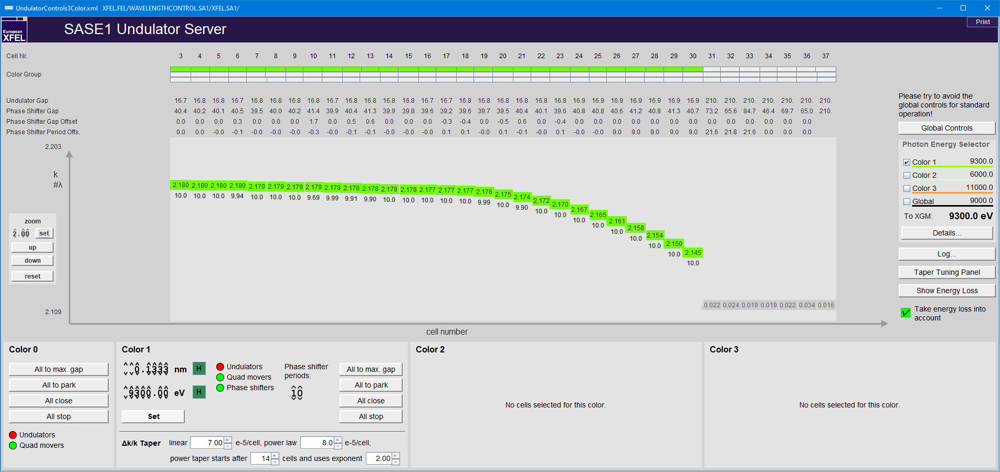 UndulatorControls3Color.xml   XFEL.FEL/WAVELENGTHCONTROL.SA1/XFEL.SA1/
European
XFEL
SASE1 Undulator Server
Print
Cell Nr. 3 4 5 6 7 8 9 10 11 12 13 14 15 16 17 18 19 20 21 22 23 24 25 26 27 28 29 30 31 32 33 34 35 36 37
Color Group
Undulator Gap 16.7 16.8 16.8 16.7 16.8 16.8 16.8 16.8 16.7 16.8 16.8 16.8 16.8 16.7 16.7 16.8 16.8 16.8 16.8 16.8 16.8 16.9 16.9 16.9 16.9 16.9 16.9 16.9 210. 210. 210. 210. 210. 210. 210.
Phase Shifter Gap 40.4 40.2 40.1 40.5 39.5 40.0 40.2 41.4 39.9 40.4 41.3 39.9 39.8 39.6 39.2 39.6 39.7 39.5 40.4 40.1 39.6 40.8 40.8 40.6 41.2 40.8 41.3 40.7 73.2 65.6 84.7 46.4 69.7 65.0 210.
Phase Shifter Gap Offset 0.0 0.0 0.0 0.3 0.0 0.0 0.0 1.7 0.0 0.5 0.6 0.0 0.0 0.0 -0.3 -0.4 0.0 -0.5 0.6 0.0 -0.4 0.0 0.0 0.0 0.0 0.0 0.0 0.0 0.0 0.0 0.0 0.0 0.0 0.0
Phase Shifter Period Offs. 0.0 0.0 -0.0 -0.1 -0.0 -0.0 -0.0 -0.3 -0.0 -0.1 -0.1 -0.0 -0.0 -0.0 0.1 0.1 -0.0 0.1 -0.1 -0.0 0.1 -0.0 -0.0 9.0 9.0 9.0 9.0 9.0 21.6 21.8 21.6 0.0 0.0 0.0
2.203
k
#λ
2.180 2.180 2.180 2.180 2.179 2.179 2.179 2.179 2.178 2.178 2.178 2.178 2.178 2.177 2.177 2.177 2.176 2.175 2.174 2.172 2.170 2.167 2.165 2.161 2.158 2.154 2.150 2.145
10.0 10.0 10.0 9.94 10.0 10.0 10.0 9.69 9.99 9.91 9.90 10.0 10.0 10.0 10.0 10.0 9.99 10.0 9.90 10.0 10.0 10.0 10.0 10.0 10.0 10.0 10.0 10.0
0.022 0.024 0.019 0.019 0.022 0.034 0.016
zoom
2.00 set
up
down
reset
2.109
cell number
Please try to avoid the
global controls for standard
operation!
Global Controls
Photon Energy Selector
Color 1 9300.0
Color 2 6000.0
Color 3 11000.0
Global 9000.0
To XGM: 9300.0 eV
Details...
Log...
Taper Tuning Panel
Show Energy Loss
Take energy loss into
account
Color 0
All to max. gap
All to park
All close
All stop
Undulators
Quad movers
Color 1
0.1333 nm H
9300.00 eV H
Set
Undulators
Quad movers
Phase shifters
Phase shifter
periods:
10
All to max. gap
All to park
All close
All stop
Δk/k Taper linear 7.00 e-5/cell, power law 8.0 e-5/cell,
power taper starts after 14 cells and uses exponent 2.00
Color 2
No cells selected for this color.
Color 3
No cells selected for this color.